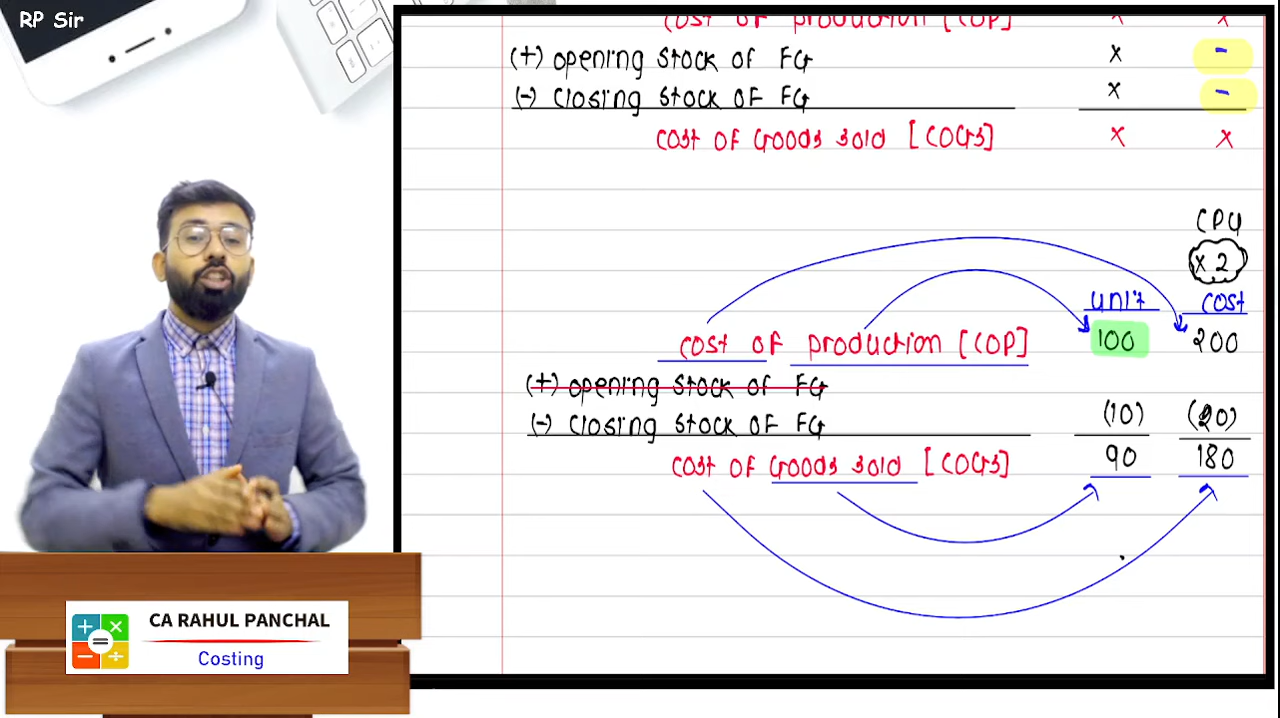 RP Sir
cost of production [COP] x x
(+) opening stock of FG x -
(-) closing stock of FG x -
cost of Goods sold [COGS] x x
CPU
x 2
unit cost
cost of production [COP] 100 200
(+) opening stock of FG
(-) closing stock of FG (10) (20)
cost of Goods sold [COGS] 90 180
CA RAHUL PANCHAL
Costing